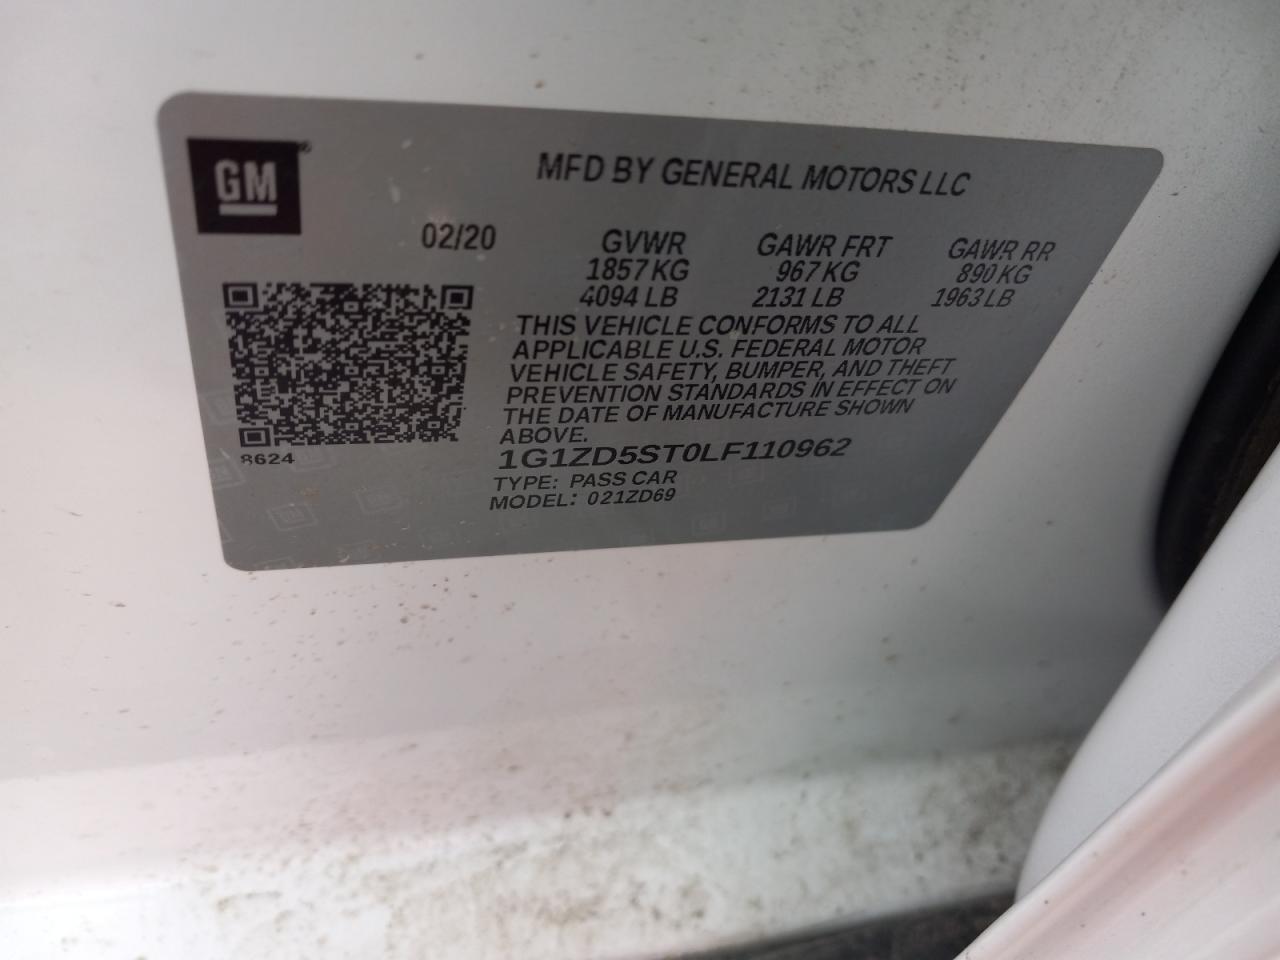 GM
MFD BY GENERAL MOTORS LLC
02/20 GVWR GAWR FRT GAWR RR
1857 KG 967 KG 890 KG
4094 LB 2131 LB 1963 LB
THIS VEHICLE CONFORMS TO ALL
APPLICABLE U.S. FEDERAL MOTOR
VEHICLE SAFETY, BUMPER, AND THEFT
PREVENTION STANDARDS IN EFFECT ON
THE DATE OF MANUFACTURE SHOWN
ABOVE.
8624
1G1ZD5ST0LF110962
TYPE: PASS CAR
MODEL: 021ZD69